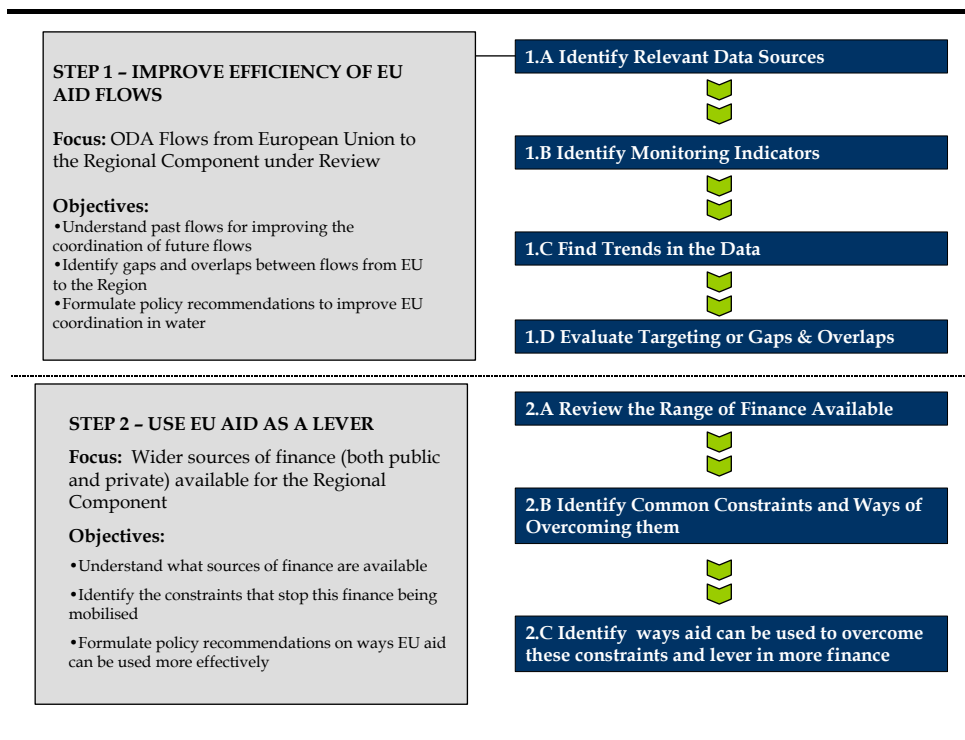 STEP 1 – IMPROVE EFFICIENCY OF EU
AID FLOWS
Focus: ODA Flows from European Union to
the Regional Component under Review
Objectives:
•Understand past flows for improving the
coordination of future flows
•Identify gaps and overlaps between flows from EU
to the Region
•Formulate policy recommendations to improve EU
coordination in water
1.A Identify Relevant Data Sources
1.B Identify Monitoring Indicators
1.C Find Trends in the Data
1.D Evaluate Targeting or Gaps & Overlaps
STEP 2 – USE EU AID AS A LEVER
Focus: Wider sources of finance (both public
and private) available for the Regional
Component
Objectives:
•Understand what sources of finance are available
•Identify the constraints that stop this finance being
mobilised
•Formulate policy recommendations on ways EU aid
can be used more effectively
2.A Review the Range of Finance Available
2.B Identify Common Constraints and Ways of
Overcoming them
2.C Identify ways aid can be used to overcome
these constraints and lever in more finance